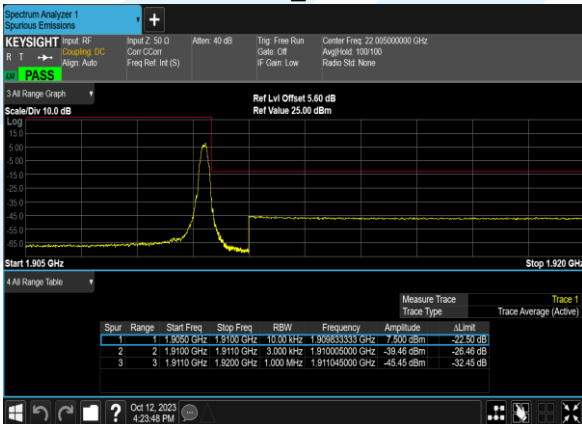 Spectrum Analyzer 1
Spurious Emissions
+
KEYSIGHT Input: RF Input Z: 50 Ω Atten: 40 dB Trig: Free Run Center Freq: 22.005000000 GHz
R T Coupling: DC Corr CCorr Gate: Off Avg|Hold: 100/100
Align: Auto Freq Ref: Int (S) IF Gain: Low Radio Std: None
PASS
3 All Range Graph
Ref Lvl Offset 5.60 dB
Scale/Div 10.0 dB Ref Value 25.00 dBm
Log
15.0
5.00
-5.00
-15.0
-25.0
-35.0
-45.0
-55.0
-65.0
Start 1.905 GHz Stop 1.920 GHz
4 All Range Table
Measure Trace Trace 1
Trace Type Trace Average (Active)
Spur Range Start Freq Stop Freq RBW Frequency Amplitude ΔLimit
1 1 1.9050 GHz 1.9100 GHz 10.00 kHz 1.909833333 GHz 7.500 dBm -22.50 dB
2 2 1.9100 GHz 1.9110 GHz 3.000 kHz 1.910005000 GHz -39.46 dBm -26.46 dB
3 3 1.9110 GHz 1.9200 GHz 1.000 MHz 1.911045000 GHz -45.45 dBm -32.45 dB
? Oct 12, 2023
4:23:48 PM